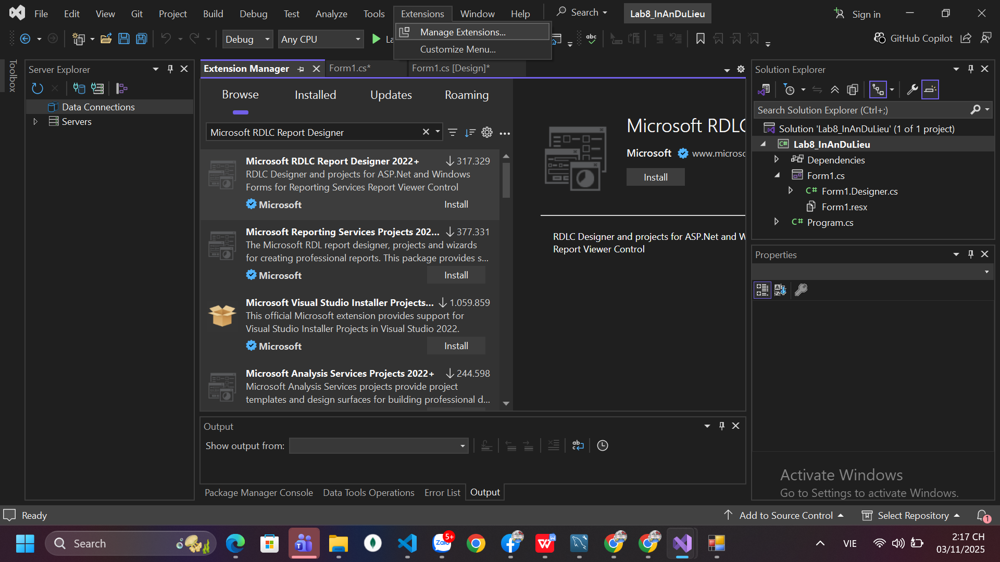 File Edit View Git Project Build Debug Test Analyze Tools Extensions Window Help Search Lab8_InAnDuLieu Sign in
Manage Extensions...
Customize Menu...
Debug Any CPU La GitHub Copilot
Toolbox
Server Explorer
Data Connections
Servers
Extension Manager Form1.cs* Form1.cs [Design]*
Browse Installed Updates Roaming
Microsoft RDLC Report Designer
Microsoft RDLC Report Designer 2022+ 317.329
RDLC Designer and projects for ASP.Net and Windows
Forms for Reporting Services Report Viewer Control
Microsoft Install
Microsoft Reporting Services Projects 202... 377.331
The Microsoft RDL report designer, projects and wizards
for creating professional reports. This package provides s...
Microsoft Install
Microsoft Visual Studio Installer Projects... 1.059.859
This official Microsoft extension provides support for
Visual Studio Installer Projects in Visual Studio 2022.
Microsoft Install
Microsoft Analysis Services Projects 2022+ 244.598
Microsoft Analysis Services projects provide project
templates and design surfaces for building professional d...
Microsoft RDLC
Microsoft www.microsc
Install
RDLC Designer and projects for ASP.Net and W
Report Viewer Control
Output
Show output from:
Package Manager Console Data Tools Operations Error List Output
Solution Explorer
Search Solution Explorer (Ctrl+;)
Solution 'Lab8_InAnDuLieu' (1 of 1 project)
C# Lab8_InAnDuLieu
Dependencies
Form1.cs
C# Form1.Designer.cs
Form1.resx
C# Program.cs
Properties
Activate Windows
Go to Settings to activate Windows.
Ready Add to Source Control Select Repository 1
Search Zalo 5+ VIE 2:17 CH
03/11/2025